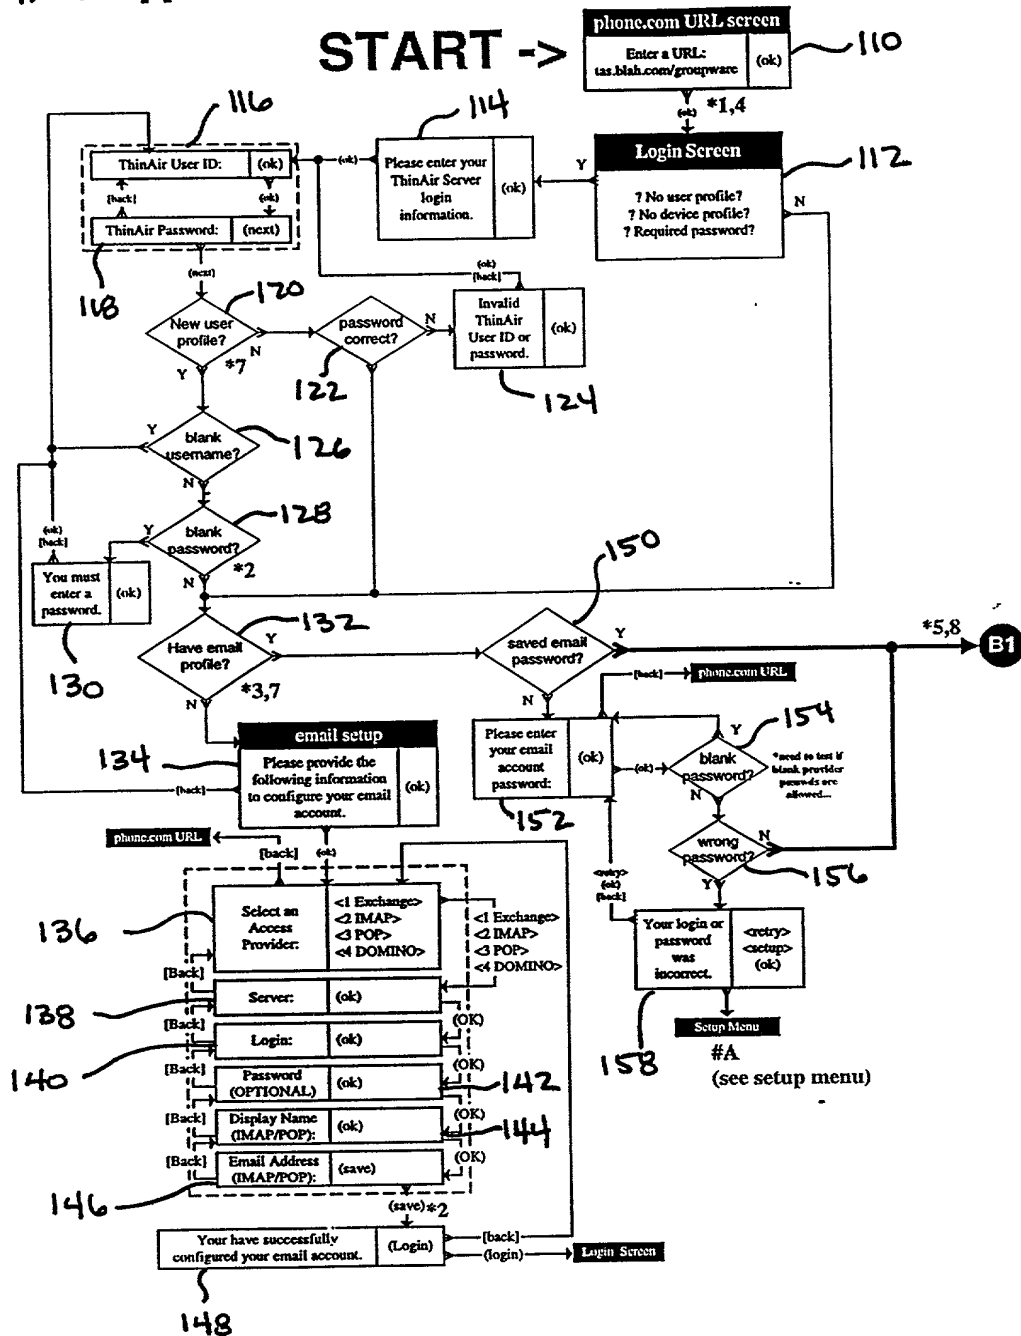 START ->
phone.com URL screen
Enter a URL:
tas.blah.com/groupware
(ok)
110
(ok)
*1,4
Login Screen
? No user profile?
? No device profile?
? Required password?
112
Y
N
114
Please enter your
ThinAir Server
login
information.
(ok)
(ok)
116
ThinAir User ID:
(ok)
[back]
(ok)
ThinAir Password:
(next)
118
(next)
120
New user
profile?
N
Y
*7
password
correct?
N
122
(ok)
[back]
Invalid
ThinAir
User ID or
password.
(ok)
124
Y
blank
username?
126
N
128
Y
blank
password?
*2
N
(ok)
[back]
You must
enter a
password.
(ok)
130
Have email
profile?
132
Y
*3,7
N
150
saved email
password?
Y
*5,8
B1
N
[back]
phone.com URL
Please enter
your email
account
password:
(ok)
(ok)
152
Y
154
blank
password?
*need to test if
blank provider
passwds are
allowed...
N
wrong
password?
N
156
Y
<retry>
(ok)
[back]
Your login or
password
was
incorrect.
<retry>
<setup>
(ok)
158
Setup Menu
#A
(see setup menu)
email setup
134
Please provide the
following information
to configure your email
account.
(ok)
[back]
phone.com URL
[back]
(ok)
136
Select an
Access
Provider:
<1 Exchange>
<2 IMAP>
<3 POP>
<4 DOMINO>
<1 Exchange>
<2 IMAP>
<3 POP>
<4 DOMINO>
[Back]
138
Server:
(ok)
[Back]
(OK)
Login:
(ok)
140
[Back]
(OK)
Password
(OPTIONAL)
(ok)
142
[Back]
(OK)
Display Name
(IMAP/POP):
(ok)
144
[Back]
(OK)
Email Address
(IMAP/POP):
(save)
146
(save)*2
Your have successfully
configured your email account.
(Login)
[back]
(login)
Login Screen
148